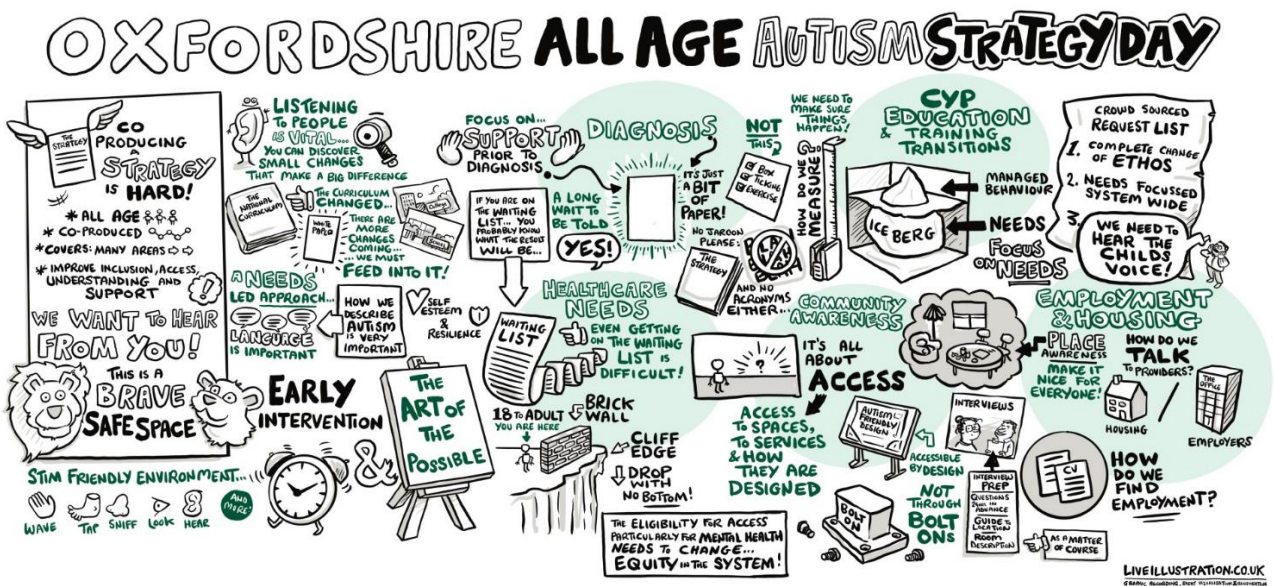 OXFORDSHIRE ALL AGE AUTISM STRATEGY DAY
THE
STRATEGY
CO
PRODUCING
A
STRATEGY
IS HARD!
* ALL AGE
* CO-PRODUCED
* COVERS: MANY AREAS
* IMPROVE INCLUSION, ACCESS,
UNDERSTANDING AND
SUPPORT
WE WANT TO HEAR
FROM YOU!
THIS IS A
BRAVE
SAFE SPACE
STIM FRIENDLY ENVIRONMENT...
WAVE
TAP
SNIFF
LOOK
HEAR
AND
MORE!
* LISTENING
TO PEOPLE
IS VITAL...
YOU CAN DISCOVER
SMALL CHANGES
THAT MAKE A BIG DIFFERENCE
THE
NATIONAL
CURRICULUM
THE CURRICULUM
CHANGED...
WHITE
PAPER
COLLEGE
SCHOOL
THERE ARE
MORE
CHANGES
COMING...
WE MUST
FEED INTO IT!
A NEEDS
LED APPROACH...
LANGUAGE
IS IMPORTANT
HOW WE
DESCRIBE
AUTISM
IS VERY
IMPORTANT
SELF
ESTEEM
&
RESILIENCE
EARLY
INTERVENTION
&
THE
ART OF
THE
POSSIBLE
FOCUS ON...
SUPPORT
PRIOR TO
DIAGNOSIS...
IF YOU ARE ON
THE WAITING
LIST... YOU
PROBABLY KNOW
WHAT THE RESULT
WILL BE...
A LONG
WAIT TO
BE TOLD
YES!
DIAGNOSIS
IT'S JUST
A BIT
OF
PAPER!
NOT
THIS
BOX
TICKING
EXERCISE
NO JARGON
PLEASE:
THE
STRATEGY
AND NO
ACRONYMS
EITHER...
HEALTHCARE
NEEDS
WAITING
LIST
EVEN GETTING
ON THE WAITING
LIST IS
DIFFICULT!
18 TO ADULT
YOU ARE HERE
BRICK
WALL
CLIFF
EDGE
DROP
WITH
NO BOTTOM!
THE ELIGIBILITY FOR ACCESS
PARTICULARLY FOR MENTAL HEALTH
NEEDS TO CHANGE...
EQUITY IN THE SYSTEM!
WE NEED TO
MAKE SURE
THINGS
HAPPEN!
HOW DO WE
MEASURE?
CYP
EDUCATION
& TRAINING
TRANSITIONS
ICE BERG
MANAGED
BEHAVIOUR
NEEDS
FOCUS
ON NEEDS
CROWD SOURCED
REQUEST LIST
1. COMPLETE CHANGE
OF ETHOS
2. NEEDS FOCUSSED
SYSTEM WIDE
3.
WE NEED TO
HEAR THE
CHILDS
VOICE!
COMMUNITY
AWARENESS
?
IT'S ALL
ABOUT
ACCESS
ACCESS
TO SPACES,
TO SERVICES
& HOW
THEY ARE
DESIGNED
AUTISM
FRIENDLY
DESIGN
ACCESSIBLE
BY DESIGN
NOT
THROUGH
BOLT
ONS
BOLT
ON
EMPLOYMENT
& HOUSING
PLACE
AWARENESS
MAKE IT
NICE FOR
EVERYONE!
HOW DO WE
TALK
TO PROVIDERS?
HOUSING
/
THE
OFFICE
EMPLOYERS
INTERVIEWS
INTERVIEW
PREP
QUESTIONS
IN
ADVANCE
GUIDE TO
LOCATION
ROOM
DESCRIPTION
AS A MATTER
OF COURSE
CV
HOW
DO WE
FIND
EMPLOYMENT?
LIVEILLUSTRATION.CO.UK
GRAPHIC RECORDING, EVENT VISUALISATION & ILLUSTRATION